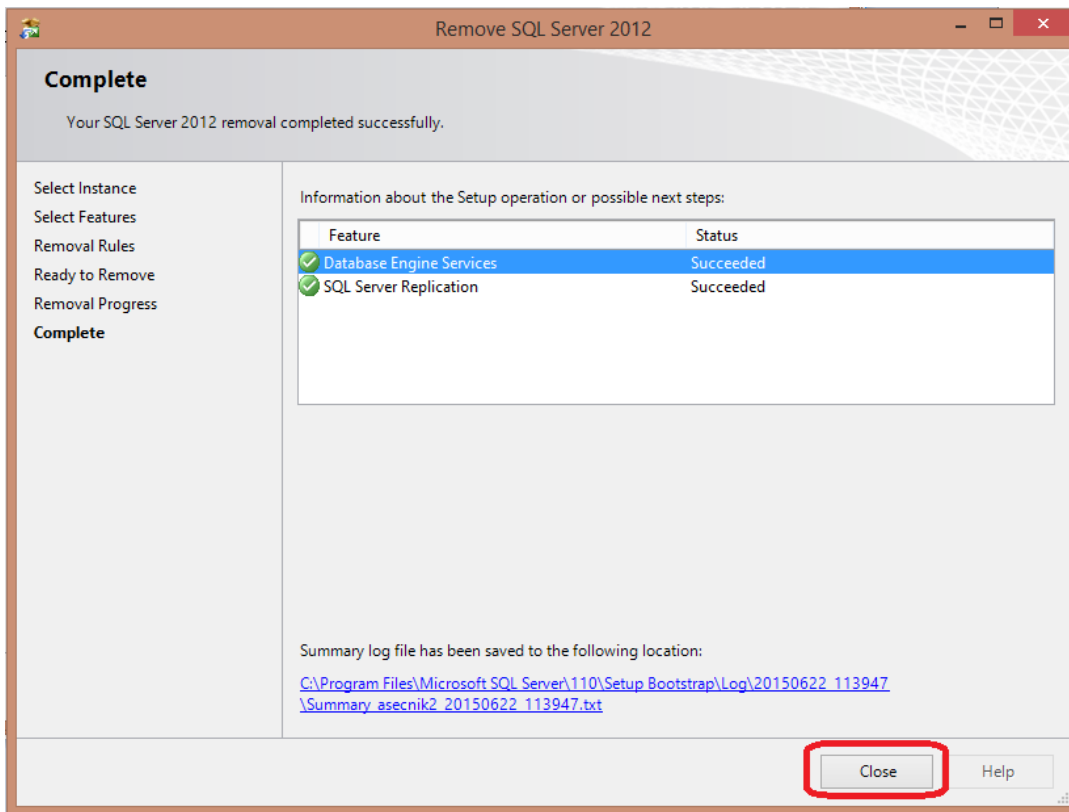 Remove SQL Server 2012
Complete
Your SQL Server 2012 removal completed successfully.
Select Instance
Select Features
Removal Rules
Ready to Remove
Removal Progress
Complete
Information about the Setup operation or possible next steps:
Feature Status
Database Engine Services Succeeded
SQL Server Replication Succeeded
Summary log file has been saved to the following location:
C:\Program Files\Microsoft SQL Server\110\Setup Bootstrap\Log\20150622_113947
\Summary_asecnik2_20150622_113947.txt
Close Help